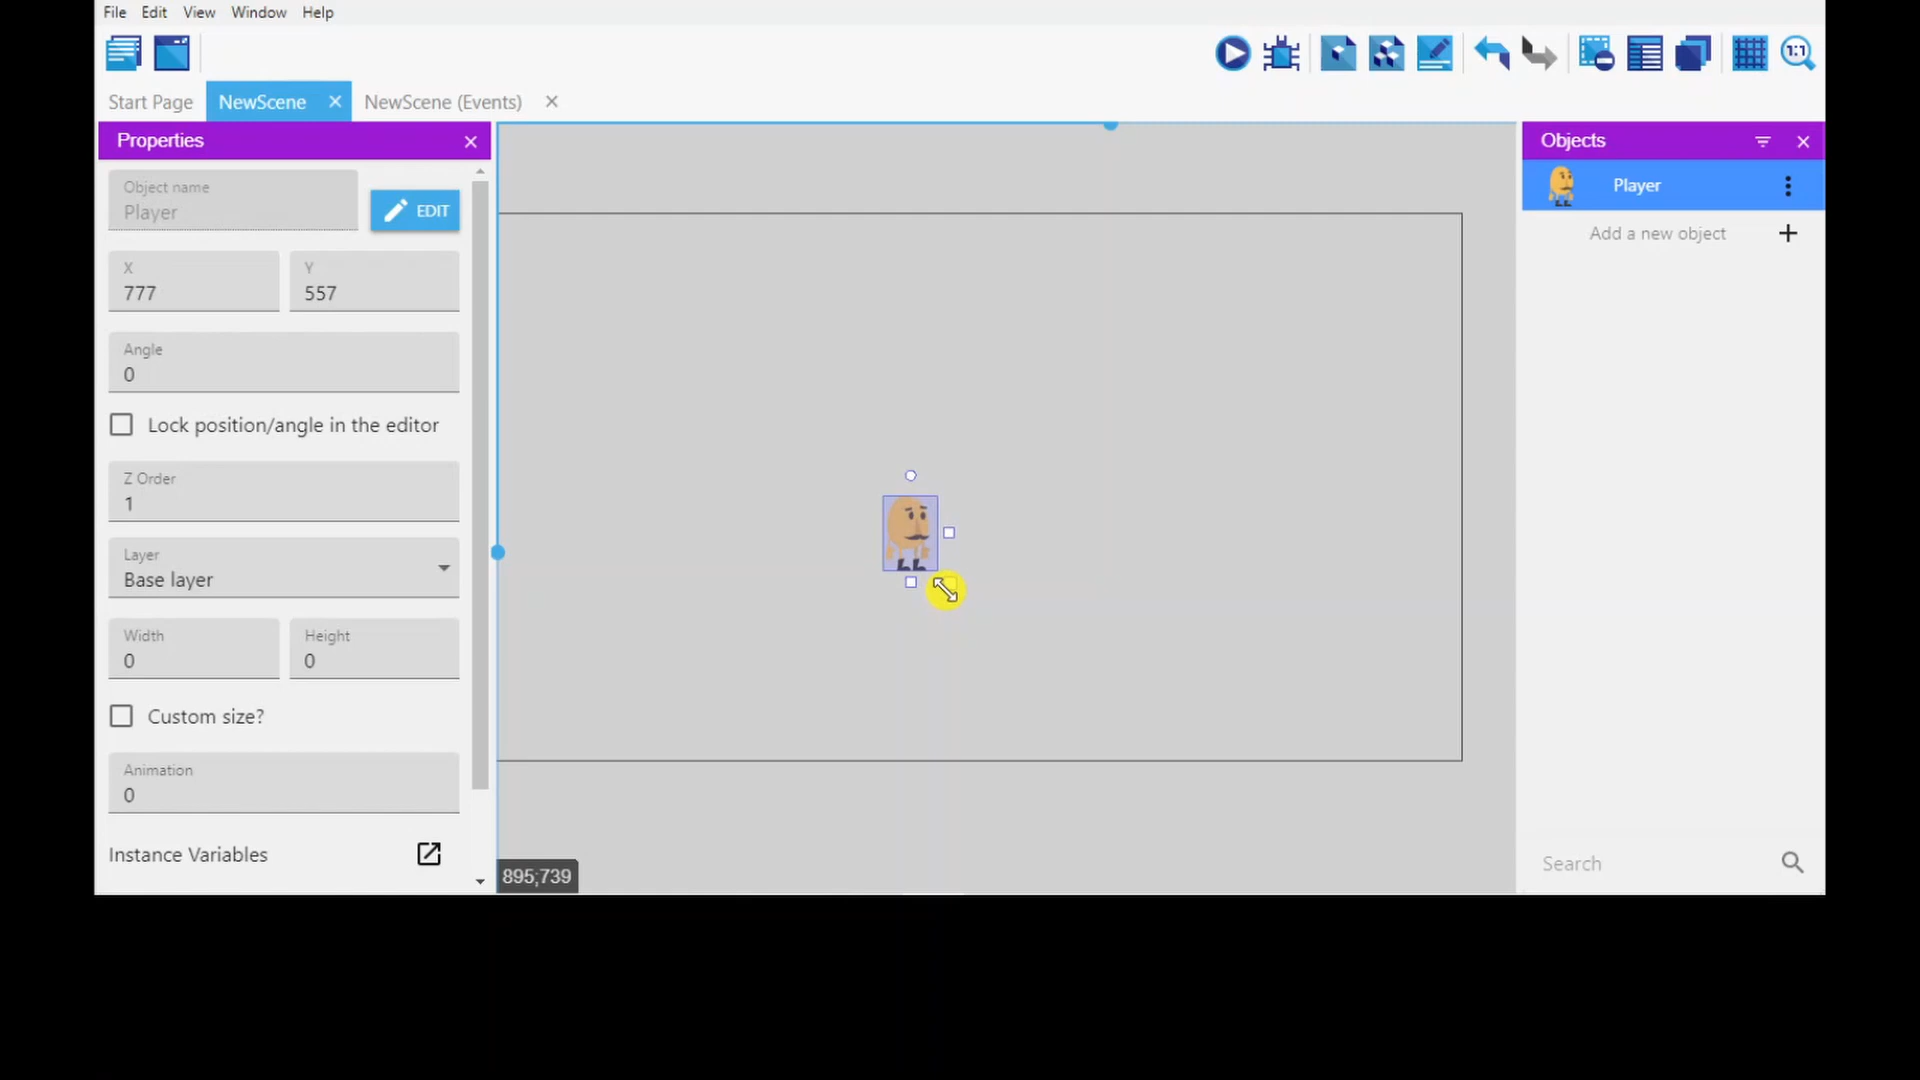 File Edit View Window Help
1:1
Start Page NewScene NewScene (Events)
Properties
Object name
Player
EDIT
X
777
Y
557
Angle
0
Lock position/angle in the editor
Z Order
1
Layer
Base layer
Width
0
Height
0
Custom size?
Animation
0
Instance Variables
895;739
Objects
Player
Add a new object
Search